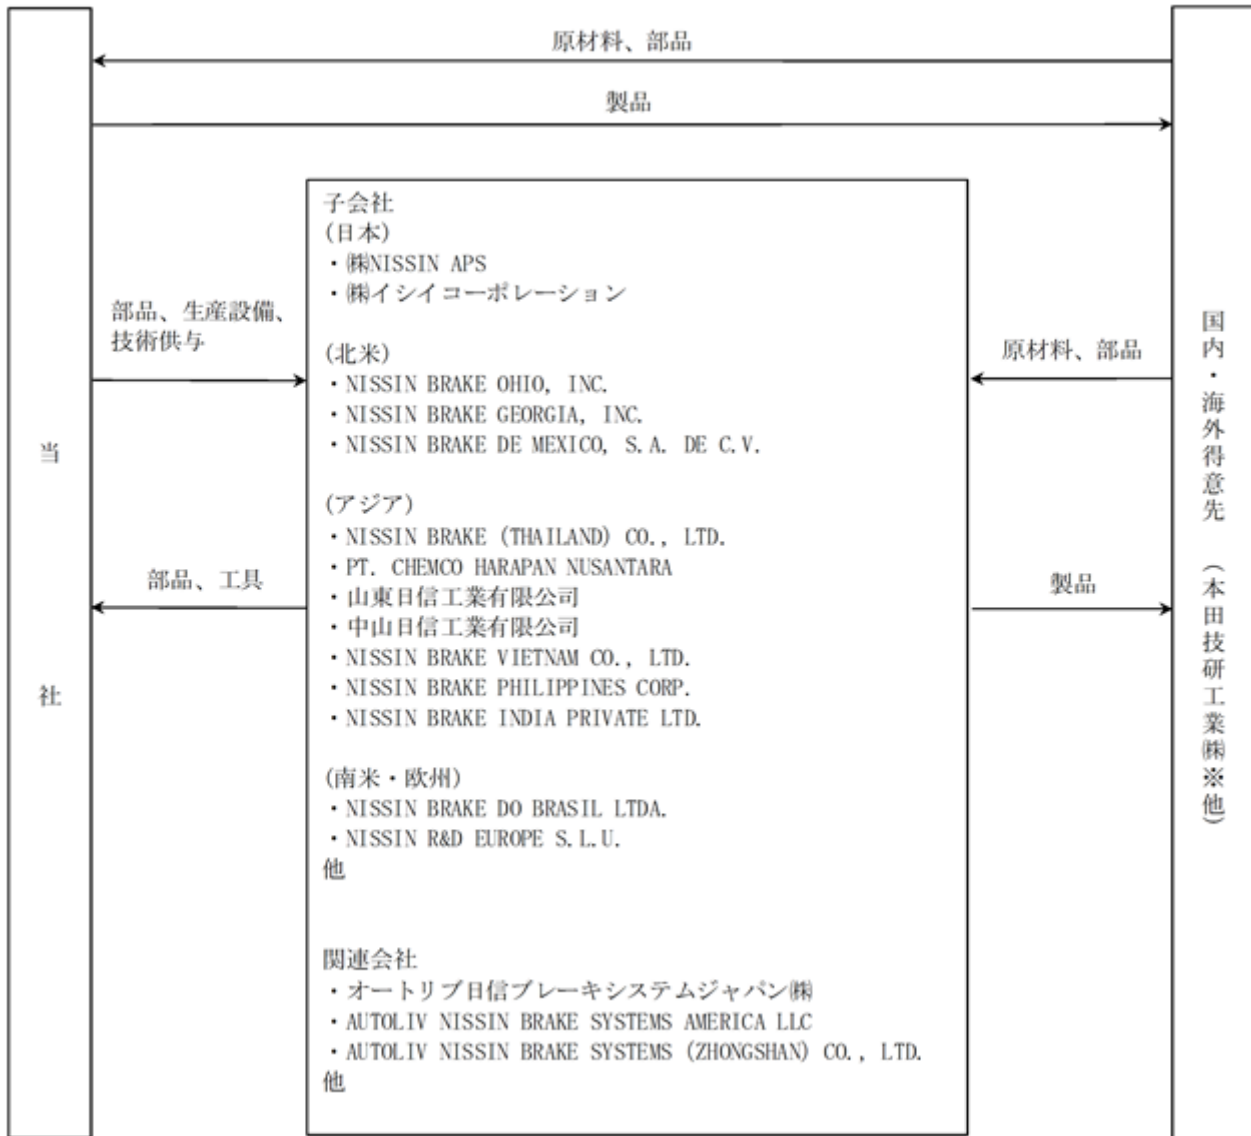 原材料、部品
製品
当社
部品、生産設備、
技術供与
部品、工具
子会社
(日本)
・㈱NISSIN APS
・㈱イシイコーポレーション
(北米)
・NISSIN BRAKE OHIO, INC.
・NISSIN BRAKE GEORGIA, INC.
・NISSIN BRAKE DE MEXICO, S.A. DE C.V.
(アジア)
・NISSIN BRAKE (THAILAND) CO., LTD.
・PT. CHEMCO HARAPAN NUSANTARA
・山東日信工業有限公司
・中山日信工業有限公司
・NISSIN BRAKE VIETNAM CO., LTD.
・NISSIN BRAKE PHILIPPINES CORP.
・NISSIN BRAKE INDIA PRIVATE LTD.
(南米・欧州)
・NISSIN BRAKE DO BRASIL LTDA.
・NISSIN R&D EUROPE S.L.U.
他
関連会社
・オートリブ日信ブレーキシステムジャパン㈱
・AUTOLIV NISSIN BRAKE SYSTEMS AMERICA LLC
・AUTOLIV NISSIN BRAKE SYSTEMS (ZHONGSHAN) CO., LTD.
他
原材料、部品
製品
国内・海外得意先 (本田技研工業㈱※他)